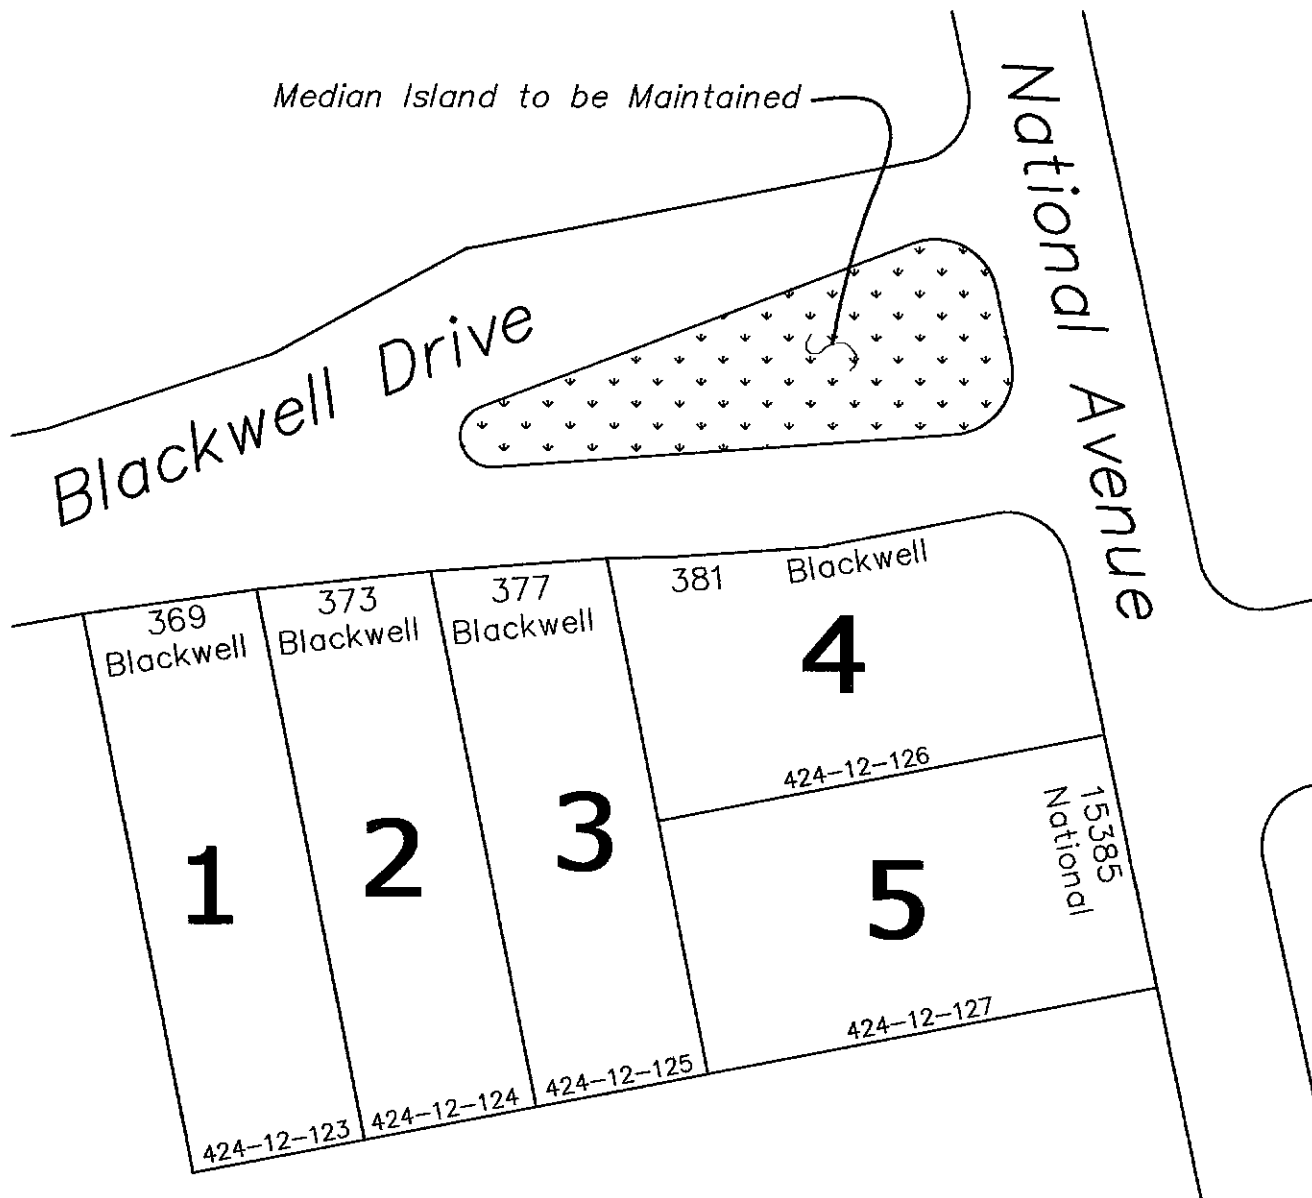 Median Island to be Maintained
National Avenue
Blackwell Drive
369
Blackwell
373
Blackwell
377
Blackwell
381 Blackwell
4
424-12-126
15385
National
1
2
3
5
424-12-127
424-12-125
424-12-124
424-12-123